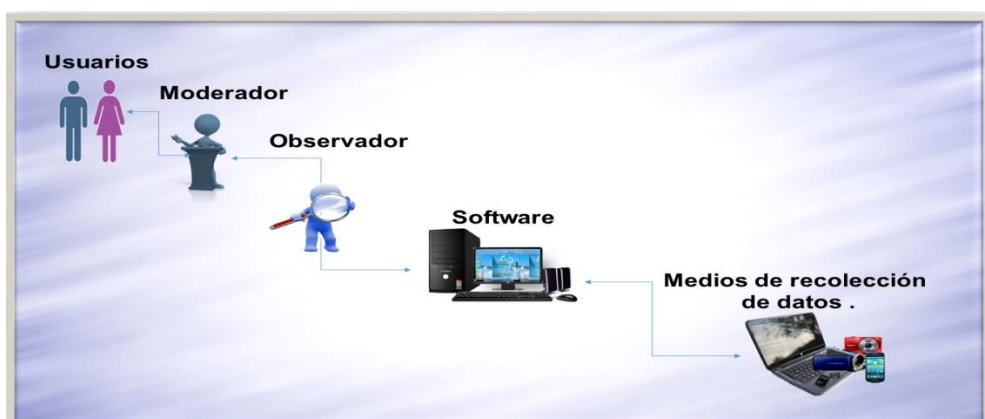 Usuarios
Moderador
Observador
Software
Medios de recolección
de datos .